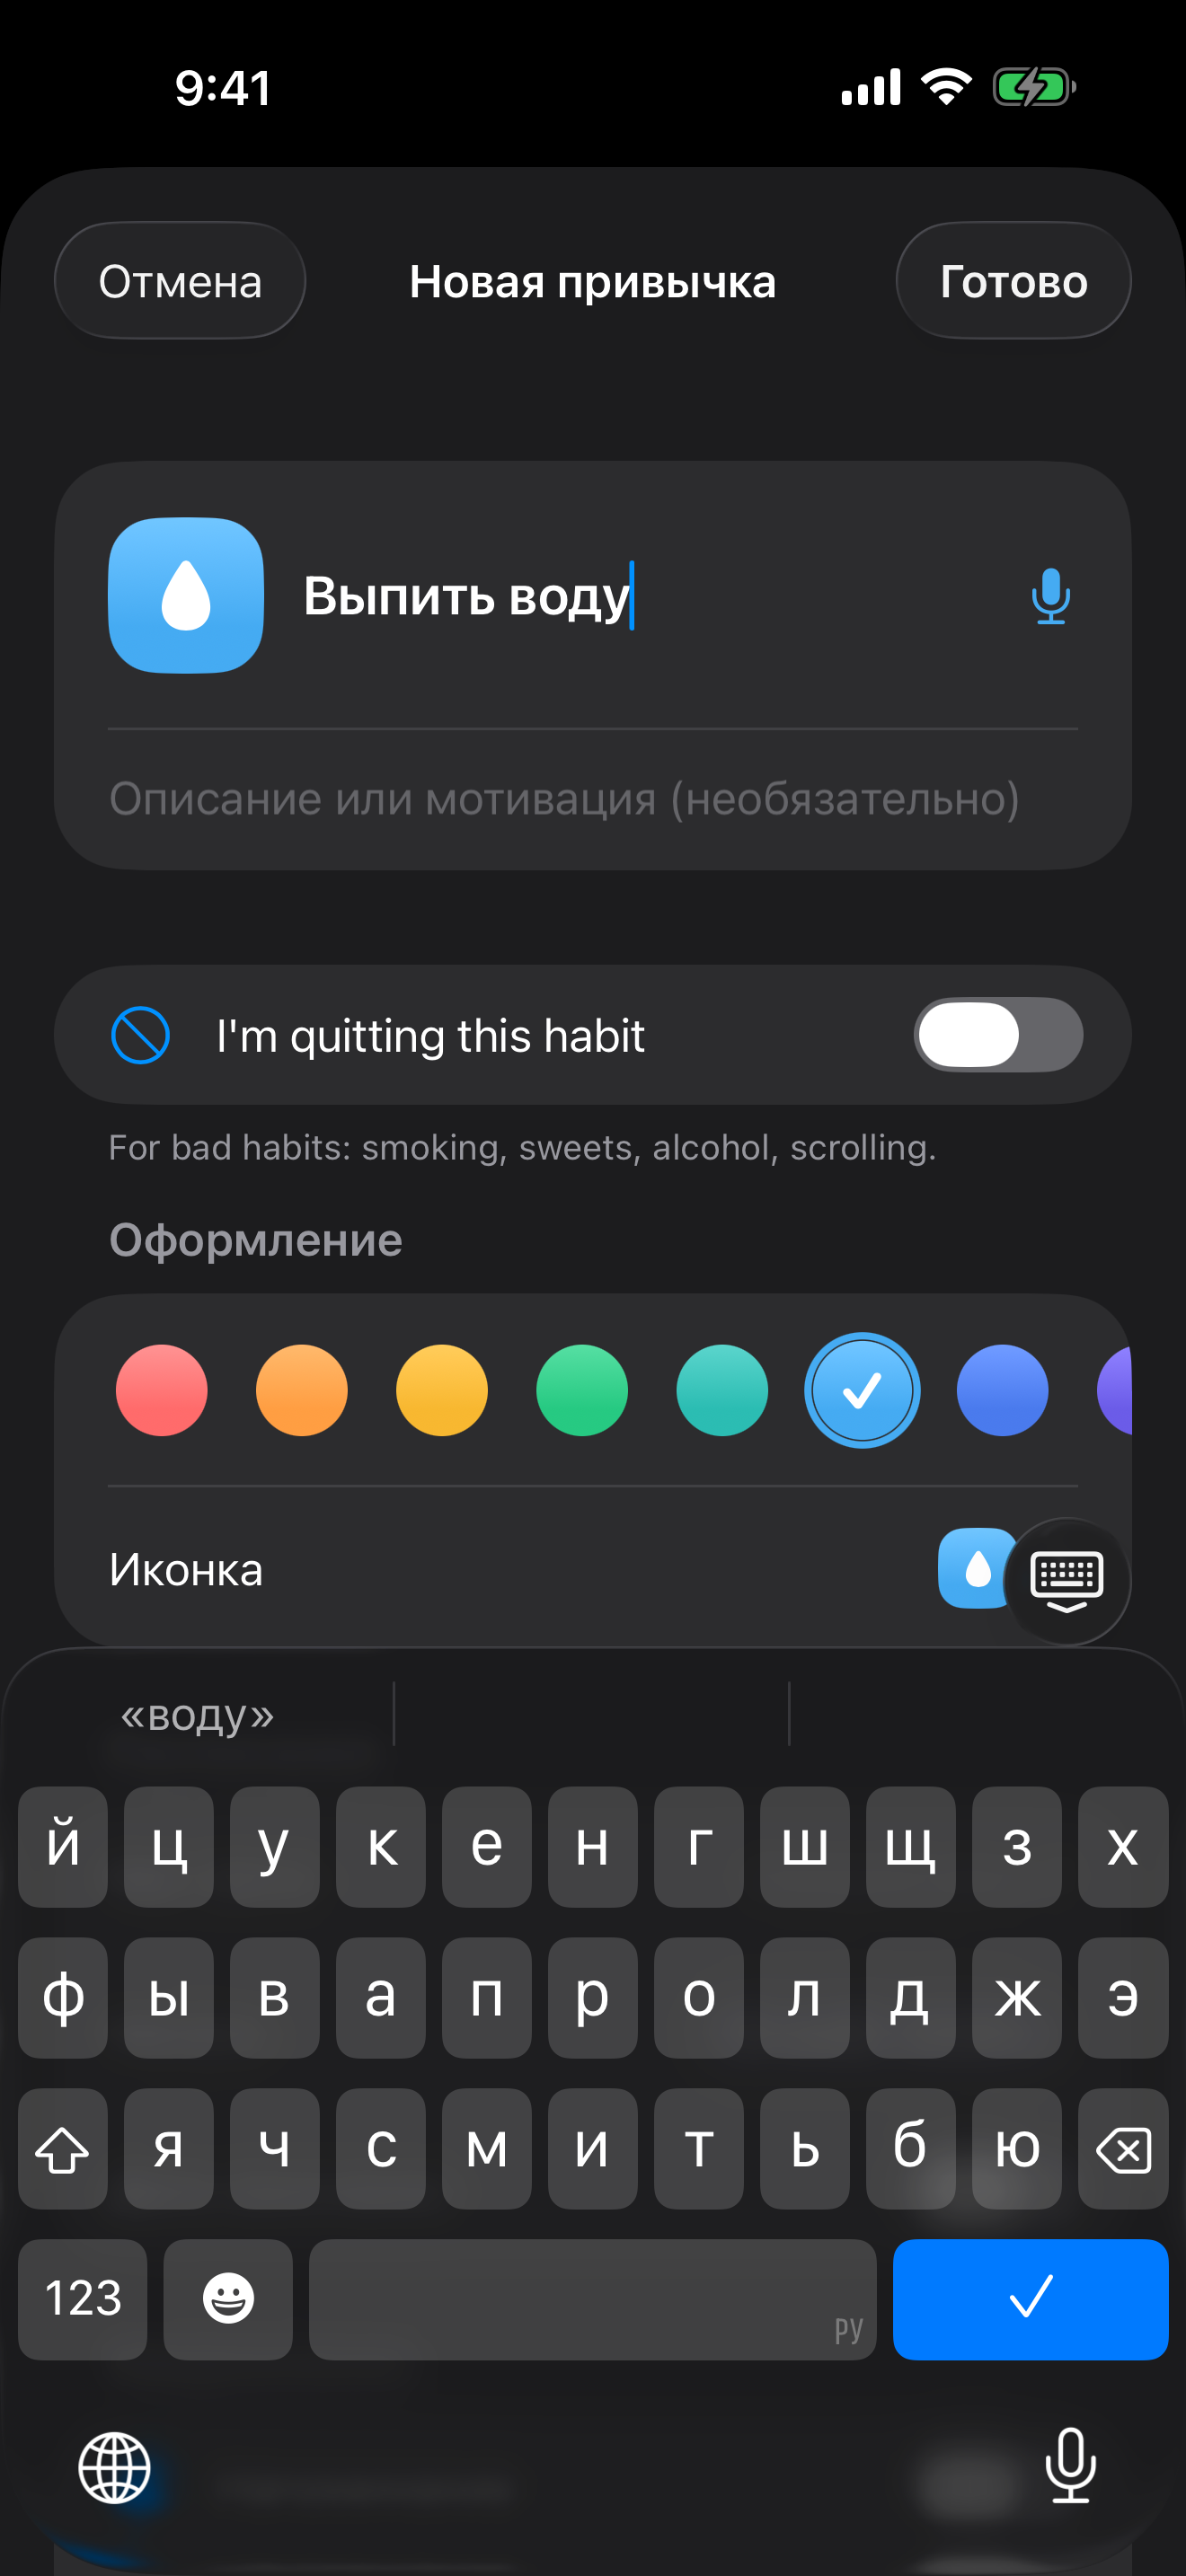 9:41
Отмена
Новая привычка
Готово
Выпить воду
Описание или мотивация (необязательно)
I'm quitting this habit
For bad habits: smoking, sweets, alcohol, scrolling.
Оформление
Иконка
«воду»
й ц у к е н г ш щ з х
ф ы в а п р о л д ж э
я ч с м и т ь б ю
123
РУ